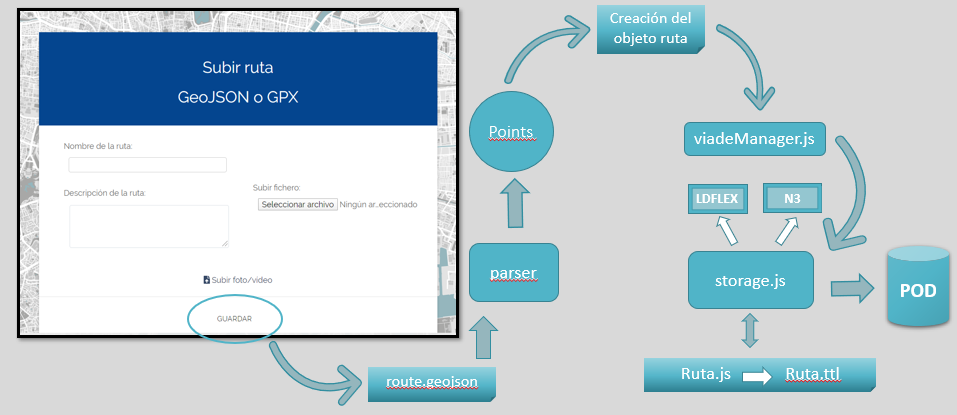 Subir ruta
GeoJSON o GPX
Nombre de la ruta:
Descripción de la ruta:
Subir fichero:
Seleccionar archivo Ningún ar...eccionado
Subir foto/video
GUARDAR
route.geojson
parser
Points
Creación del
objeto ruta
viadeManager.js
LDFLEX
N3
storage.js
POD
Ruta.js
Ruta.ttl